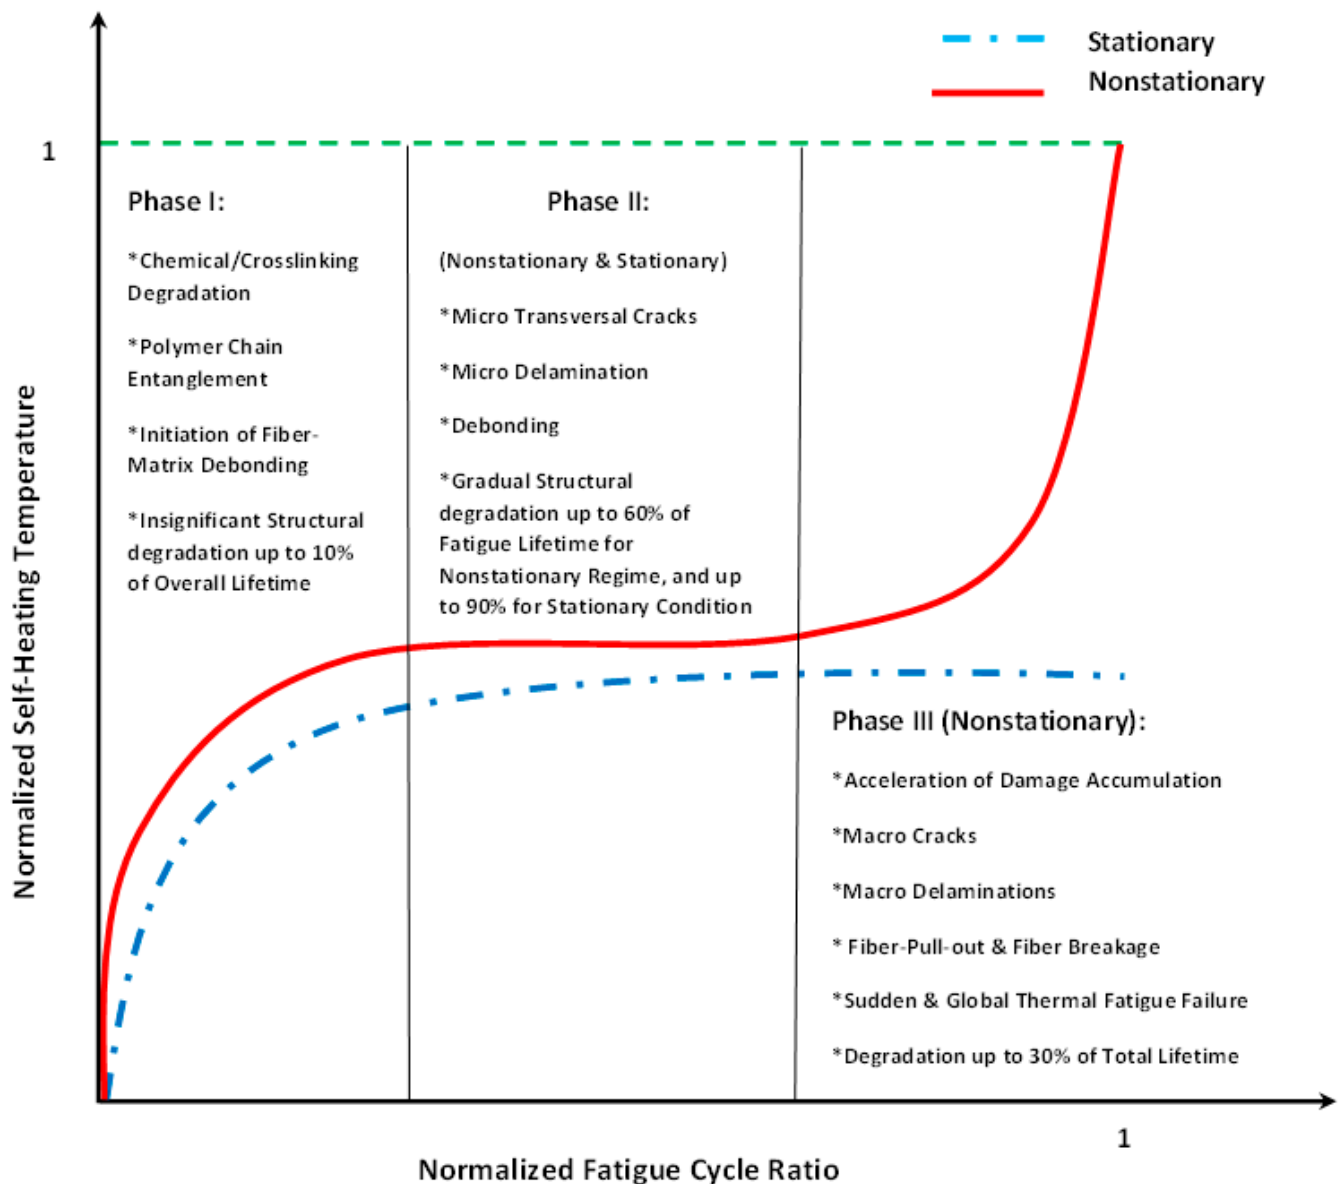 Stationary
Nonstationary
1
Phase I:
*Chemical/Crosslinking
Degradation
*Polymer Chain
Entanglement
*Initiation of Fiber-
Matrix Debonding
*Insignificant Structural
degradation up to 10%
of Overall Lifetime
Phase II:
(Nonstationary & Stationary)
*Micro Transversal Cracks
*Micro Delamination
*Debonding
*Gradual Structural
degradation up to 60% of
Fatigue Lifetime for
Nonstationary Regime, and up
to 90% for Stationary Condition
Phase III (Nonstationary):
*Acceleration of Damage Accumulation
*Macro Cracks
*Macro Delaminations
* Fiber-Pull-out & Fiber Breakage
*Sudden & Global Thermal Fatigue Failure
*Degradation up to 30% of Total Lifetime
Normalized Self-Heating Temperature
1
Normalized Fatigue Cycle Ratio